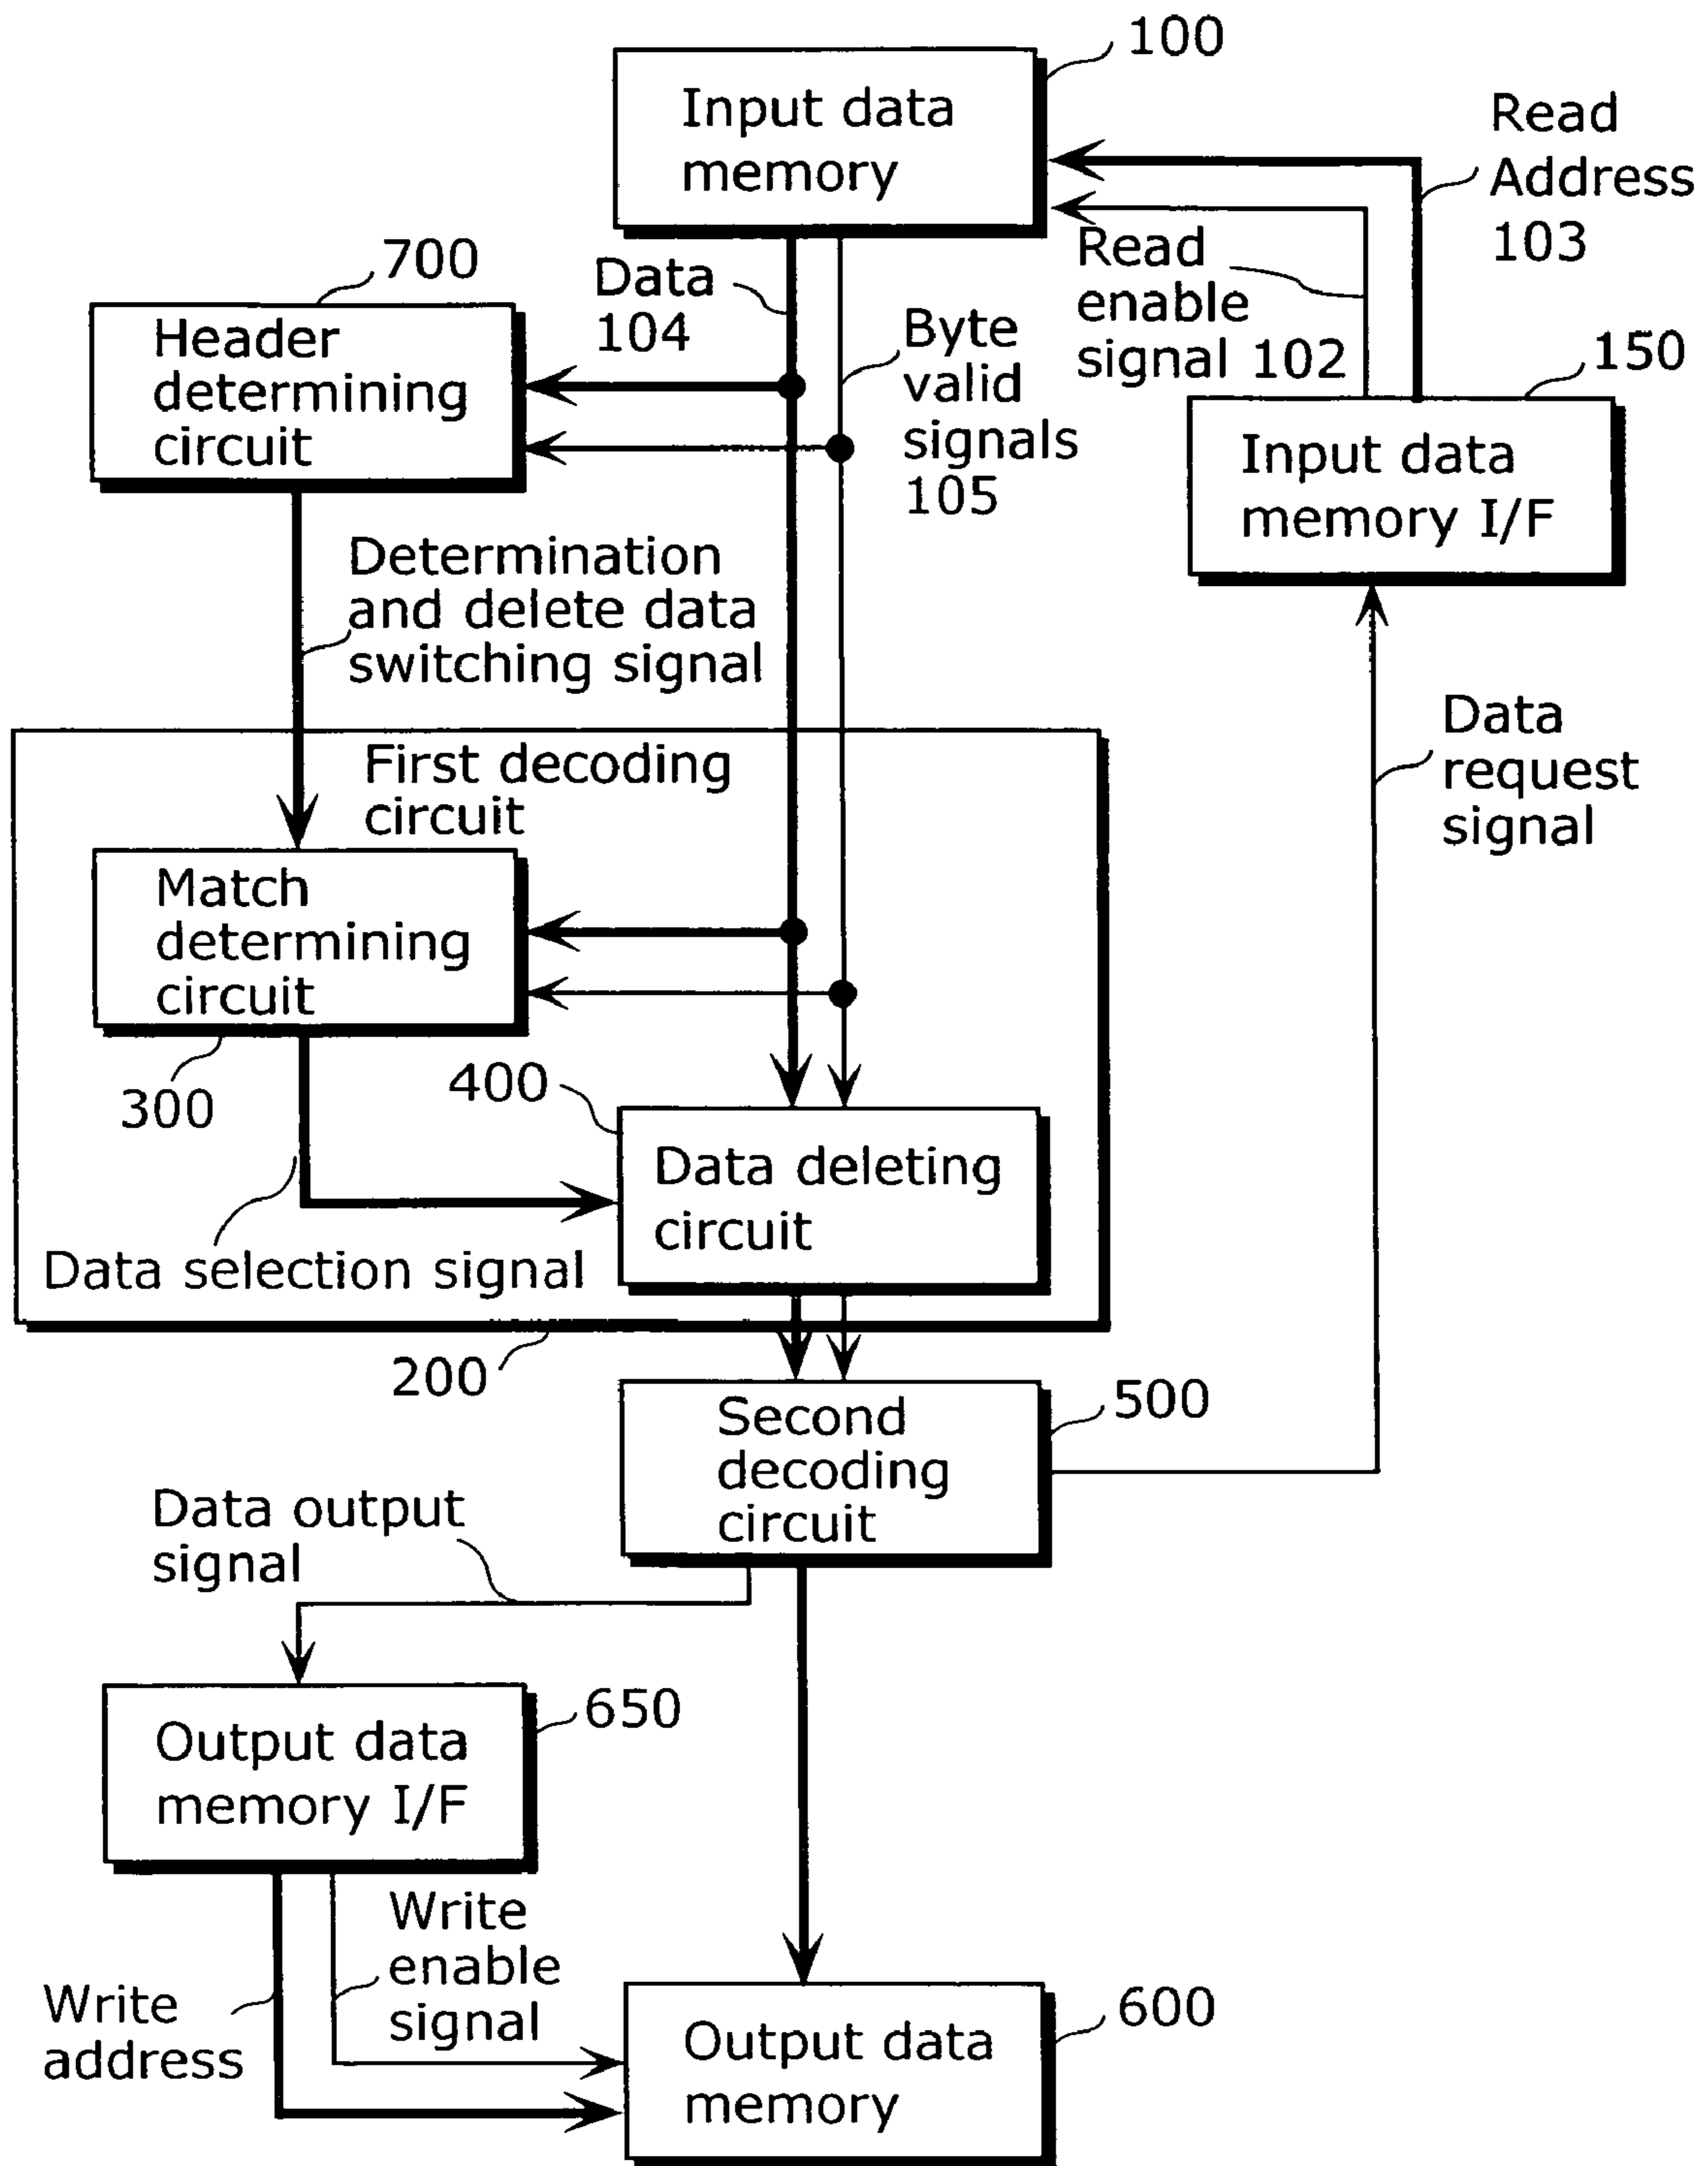 100
Input data
memory
Read
Address
103
Read
enable
signal 102
700
Data
104
Header
determining
circuit
Byte
valid
signals
105
150
Input data
memory I/F
Determination
and delete data
switching signal
Data
request
signal
First decoding
circuit
Match
determining
circuit
300
400
Data deleting
circuit
Data selection signal
200
Second
decoding
circuit
500
Data output
signal
Output data
memory I/F
650
Write
enable
signal
Write
address
Output data
memory
600